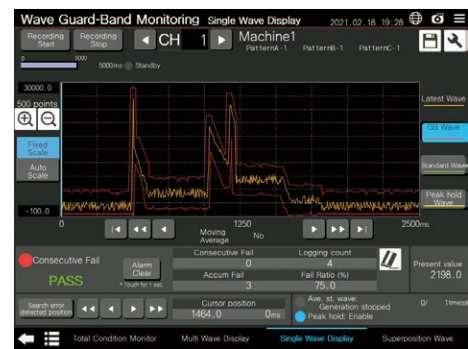 Wave Guard-Band Monitoring Single Wave Display 2021.02.18 19:28
Recording Start
Recording Stop
CH 1
Machine1
PatternA-1 PatternB-1 PatternC-1
0 5000
5000ms Standby
30000.0
500 points
Fixed Scale
Auto Scale
-100.0
Latest Wave
GB Wave
Standard Wave
Peak hold Wave
0 1250 2500ms
Moving Average No
Consecutive Fail
PASS
Alarm Clear
* Touch for 1 sec.
Consecutive Fail Logging count
0 4
Accum Fail Fail Ratio (%)
3 75.0
Present value
2198.0
Search error detected position
Cursor position
1464.0 0ms
Ave. st. wave:
Generation stopped
Peak hold: Enable
0/
Total Condition Monitor Multi Wave Display Single Wave Display Superposition Wave